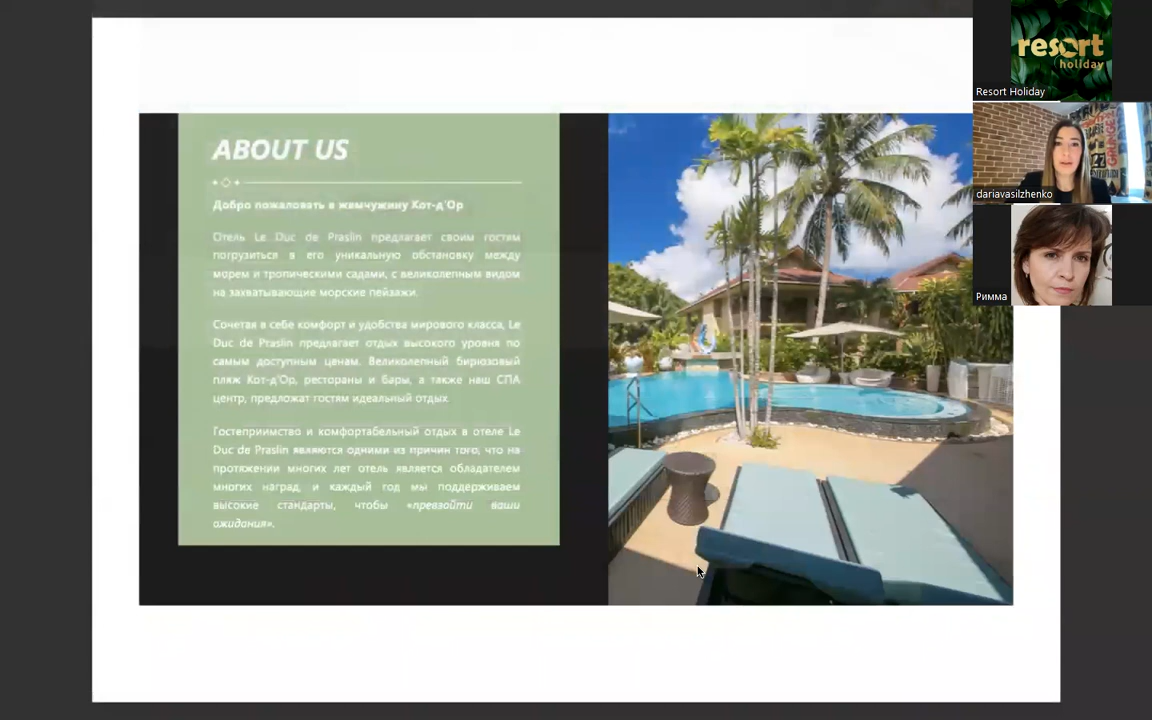 ABOUT US
Добро пожаловать в жемчужину Кот-д'Ор
Отель Le Duc de Praslin предлагает своим гостям
погрузиться в его уникальную обстановку между
морем и тропическими садами, с великолепным видом
на захватывающие морские пейзажи.
Сочетая в себе комфорт и удобства мирового класса, Le
Duc de Praslin предлагает отдых высокого уровня по
самым доступным ценам. Великолепный бирюзовый
пляж Кот-д'Ор, рестораны и бары, а также наш СПА
центр, предложат гостям идеальный отдых.
Гостеприимство и комфортабельный отдых в отеле Le
Duc de Praslin являются одними из причин того, что на
протяжении многих лет отель является обладателем
многих наград, и каждый год мы поддерживаем
высокие стандарты, чтобы «превзойти ваши
ожидания».
resort
holiday
Resort Holiday
GRUNGE
dariavasilzhenko
Римма